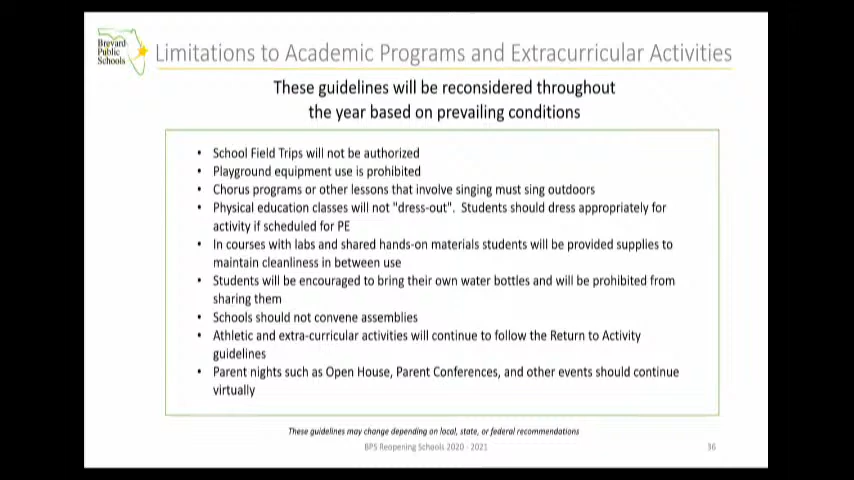 Brevard
Public
Schools
Limitations to Academic Programs and Extracurricular Activities
These guidelines will be reconsidered throughout
the year based on prevailing conditions
• School Field Trips will not be authorized
• Playground equipment use is prohibited
• Chorus programs or other lessons that involve singing must sing outdoors
• Physical education classes will not "dress-out". Students should dress appropriately for
activity if scheduled for PE
• In courses with labs and shared hands-on materials students will be provided supplies to
maintain cleanliness in between use
• Students will be encouraged to bring their own water bottles and will be prohibited from
sharing them
• Schools should not convene assemblies
• Athletic and extra-curricular activities will continue to follow the Return to Activity
guidelines
• Parent nights such as Open House, Parent Conferences, and other events should continue
virtually
These guidelines may change depending on local, state, or federal recommendations
BPS Reopening Schools 2020 - 2021
36